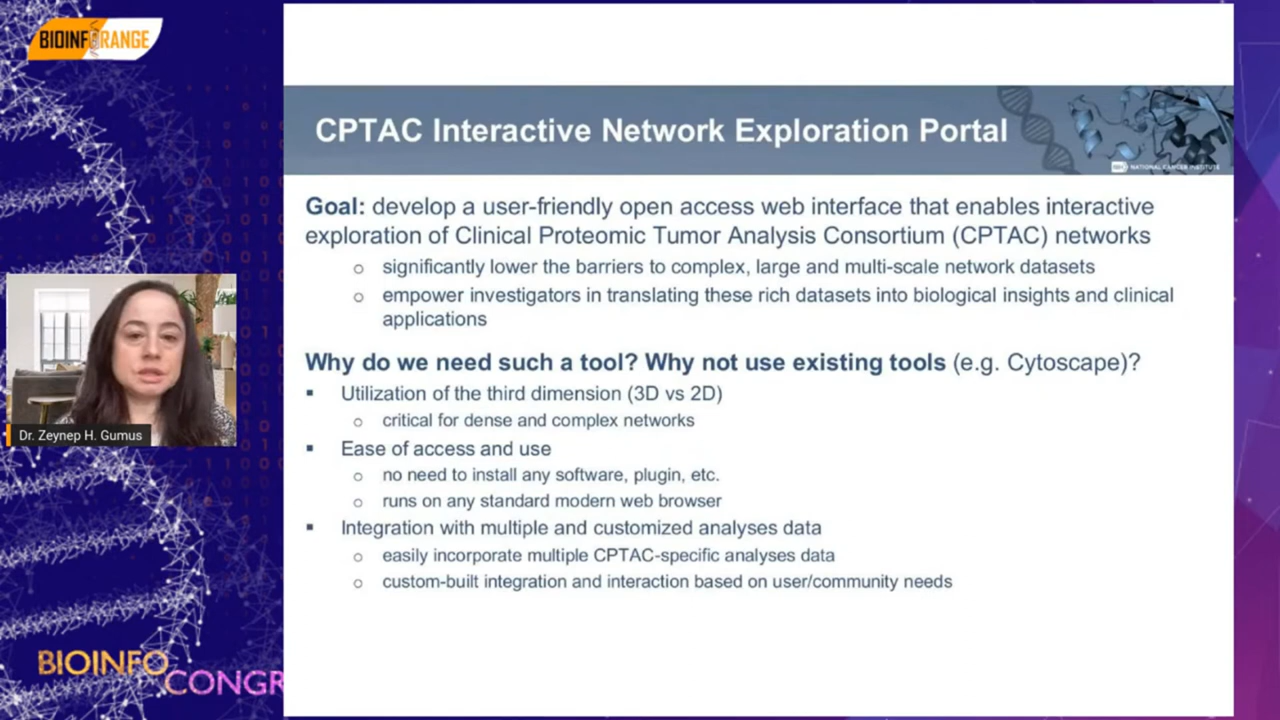 BIOINFORANGE
CPTAC Interactive Network Exploration Portal
NATIONAL CANCER INSTITUTE
Goal: develop a user-friendly open access web interface that enables interactive
exploration of Clinical Proteomic Tumor Analysis Consortium (CPTAC) networks
○ significantly lower the barriers to complex, large and multi-scale network datasets
○ empower investigators in translating these rich datasets into biological insights and clinical
applications
Why do we need such a tool? Why not use existing tools (e.g. Cytoscape)?
▪ Utilization of the third dimension (3D vs 2D)
○ critical for dense and complex networks
▪ Ease of access and use
○ no need to install any software, plugin, etc.
○ runs on any standard modern web browser
▪ Integration with multiple and customized analyses data
○ easily incorporate multiple CPTAC-specific analyses data
○ custom-built integration and interaction based on user/community needs
Dr. Zeynep H. Gumus
BIOINFO
CONGR